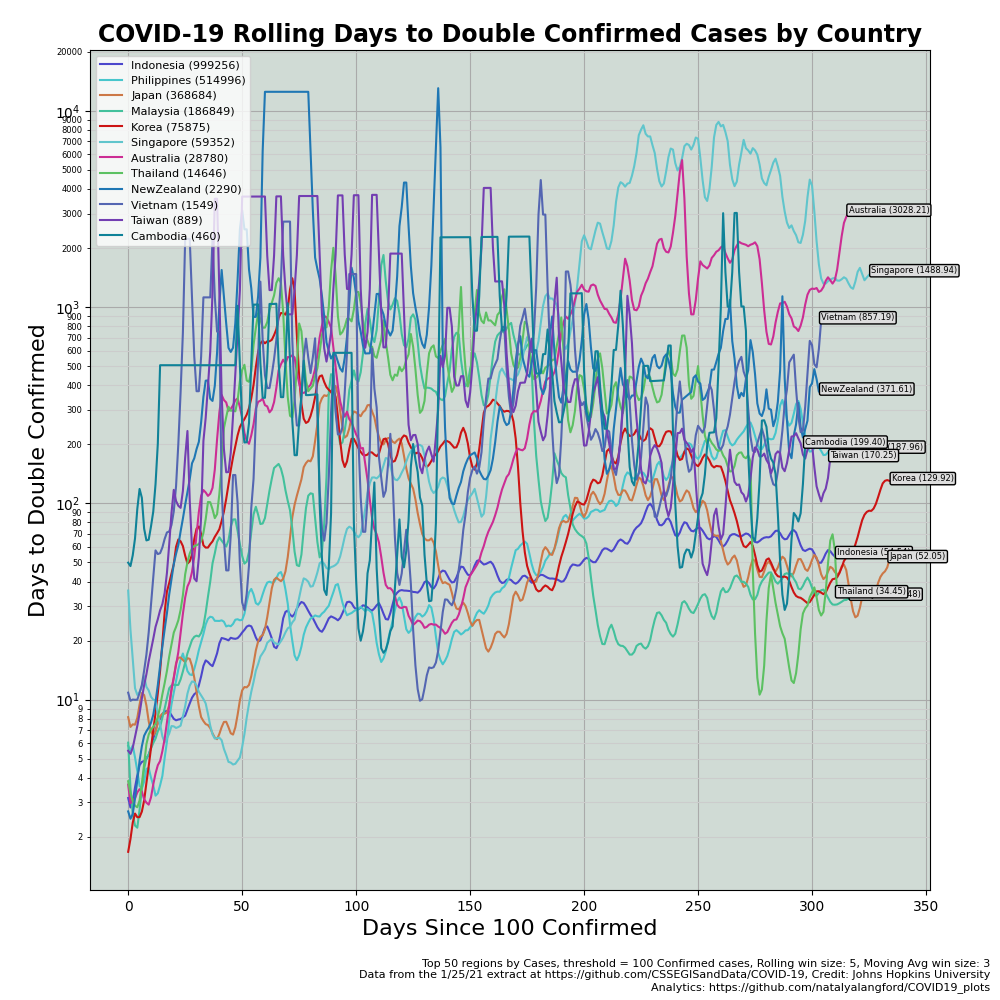 COVID-19 Rolling Days to Double Confirmed Cases by Country
Days to Double Confirmed
20000
10^4
9000
8000
7000
6000
5000
4000
3000
2000
10^3
900
800
700
600
500
400
300
200
10^2
90
80
70
60
50
40
30
20
10^1
9
8
7
6
5
4
3
2
Indonesia (999256)
Philippines (514996)
Japan (368684)
Malaysia (186849)
Korea (75875)
Singapore (59352)
Australia (28780)
Thailand (14646)
NewZealand (2290)
Vietnam (1549)
Taiwan (889)
Cambodia (460)
Australia (3028.21)
Singapore (1488.94)
Vietnam (857.19)
NewZealand (371.61)
Cambodia (199.40)
(187.96)
Taiwan (170.25)
Korea (129.92)
Indonesia
Japan (52.05)
Thailand (34.45)
0 50 100 150 200 250 300 350
Days Since 100 Confirmed
Top 50 regions by Cases, threshold = 100 Confirmed cases, Rolling win size: 5, Moving Avg win size: 3
Data from the 1/25/21 extract at https://github.com/CSSEGISandData/COVID-19, Credit: Johns Hopkins University
Analytics: https://github.com/natalyalangford/COVID19_plots